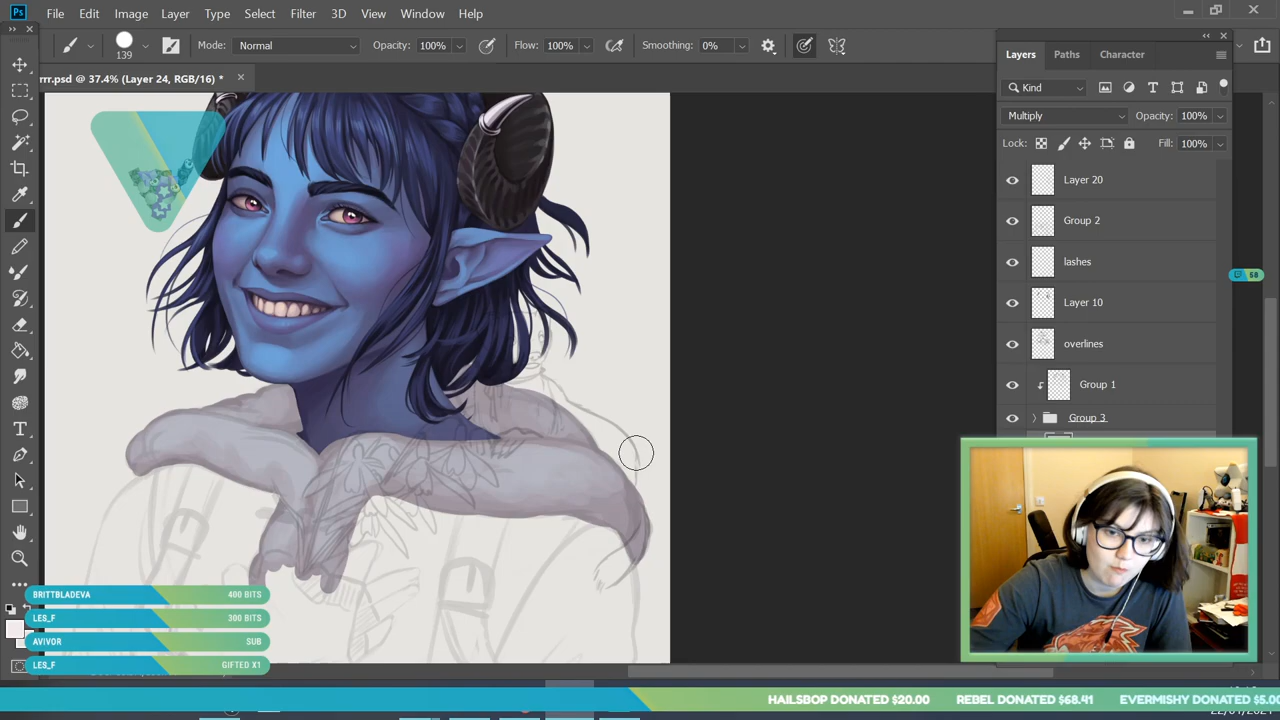 Ps File Edit Image Layer Type Select Filter 3D View Window Help
139 Mode: Normal Opacity: 100% Flow: 100% Smoothing: 0%
rrr.psd @ 37.4% (Layer 24, RGB/16) *
Layers Paths Character
Kind
Multiply Opacity: 100%
Lock: Fill: 100%
Layer 20
Group 2
58
lashes
Layer 10
overlines
Group 1
Group 3
BRITTBLADEVA 400 BITS
LES_F 300 BITS
AVIVOR SUB
LES_F GIFTED X1
HAILSBOP DONATED $20.00 REBEL DONATED $68.41 EVERMISHY DONATED $5.00